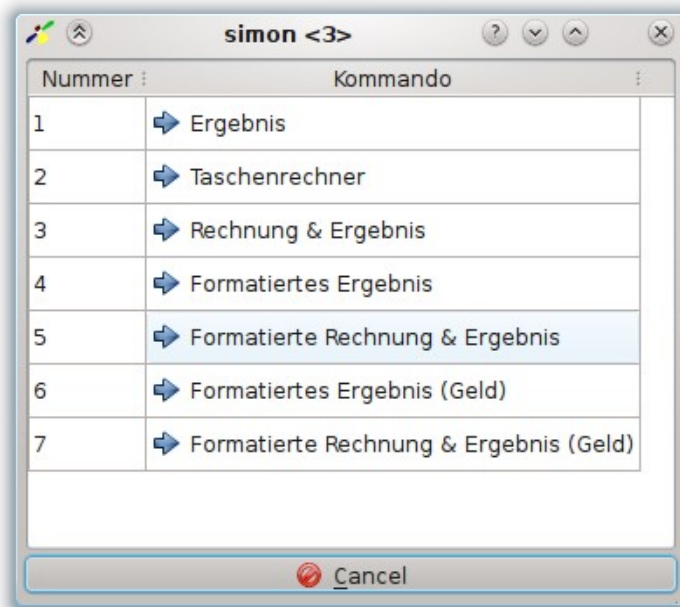 simon <3>
Nummer Kommando
1 Ergebnis
2 Taschenrechner
3 Rechnung & Ergebnis
4 Formatiertes Ergebnis
5 Formatierte Rechnung & Ergebnis
6 Formatiertes Ergebnis (Geld)
7 Formatierte Rechnung & Ergebnis (Geld)
Cancel